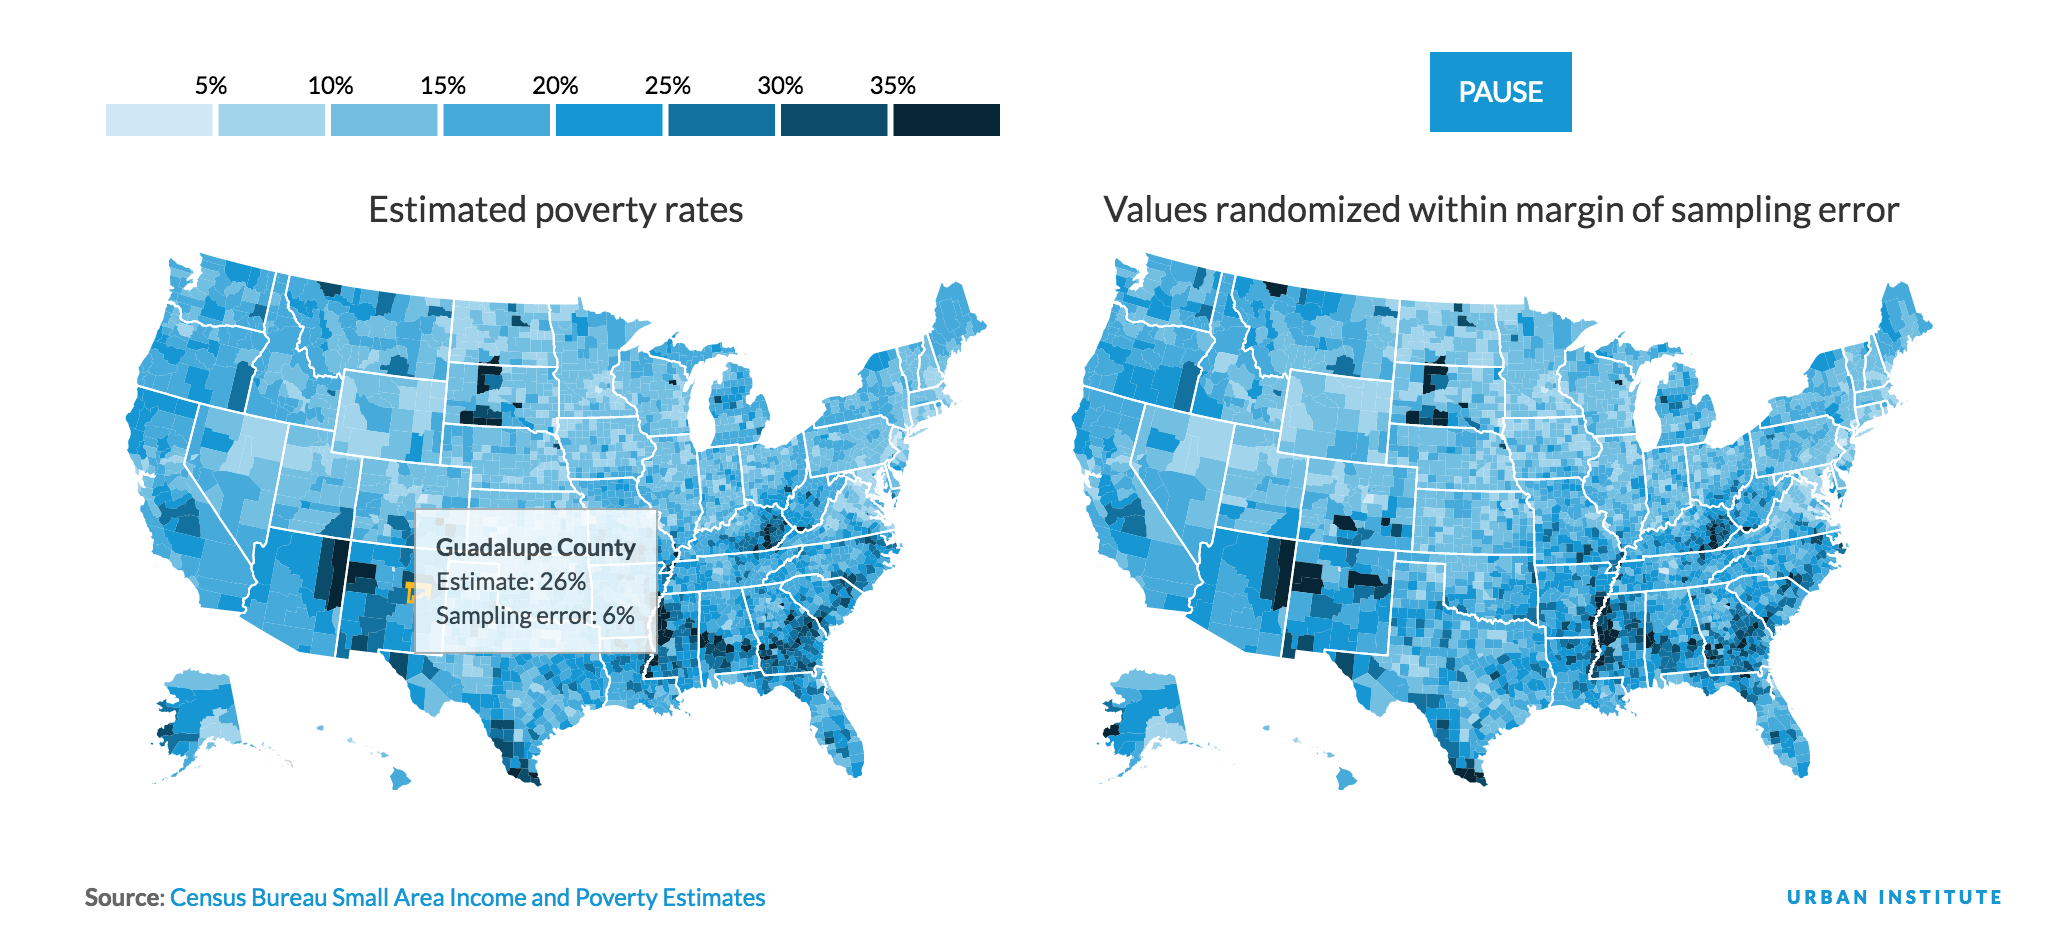 5% 10% 15% 20% 25% 30% 35%
PAUSE
Estimated poverty rates
Values randomized within margin of sampling error
Guadalupe County
Estimate: 26%
Sampling error: 6%
Source: Census Bureau Small Area Income and Poverty Estimates
URBAN INSTITUTE